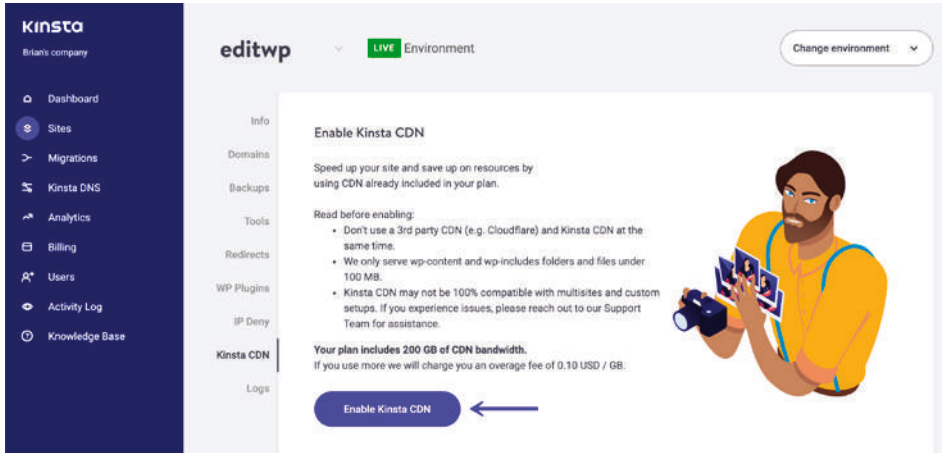 Kinsta
Brian's company
Dashboard
Sites
Migrations
Kinsta DNS
Analytics
Billing
Users
Activity Log
Knowledge Base
editwp
LIVE Environment
Change environment
Info
Domains
Backups
Tools
Redirects
WP Plugins
IP Deny
Kinsta CDN
Logs
Enable Kinsta CDN
Speed up your site and save up on resources by
using CDN already included in your plan.
Read before enabling:
• Don't use a 3rd party CDN (e.g. Cloudflare) and Kinsta CDN at the
same time.
• We only serve wp-content and wp-includes folders and files under
100 MB.
• Kinsta CDN may not be 100% compatible with multisites and custom
setups. If you experience issues, please reach out to our Support
Team for assistance.
Your plan includes 200 GB of CDN bandwidth.
If you use more we will charge you an overage fee of 0.10 USD / GB.
Enable Kinsta CDN